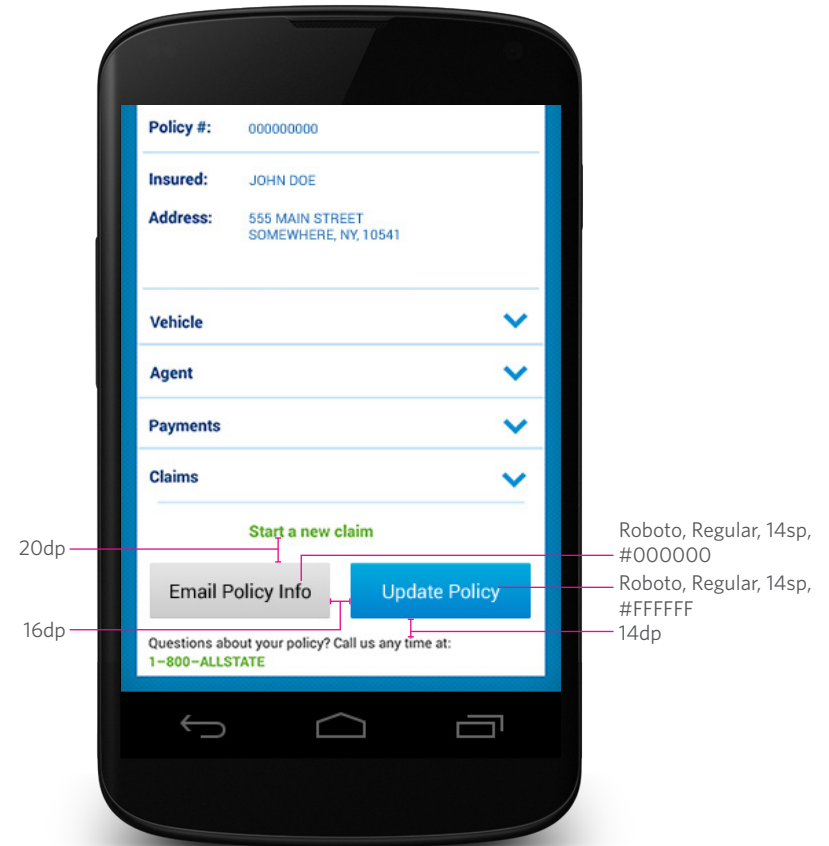 Policy #: 000000000
Insured: JOHN DOE
Address: 555 MAIN STREET
SOMEWHERE, NY, 10541
Vehicle
Agent
Payments
Claims
Start a new claim
20dp
Roboto, Regular, 14sp,
#000000
Email Policy Info
Update Policy
Roboto, Regular, 14sp,
#FFFFFF
16dp
14dp
Questions about your policy? Call us any time at:
1-800-ALLSTATE